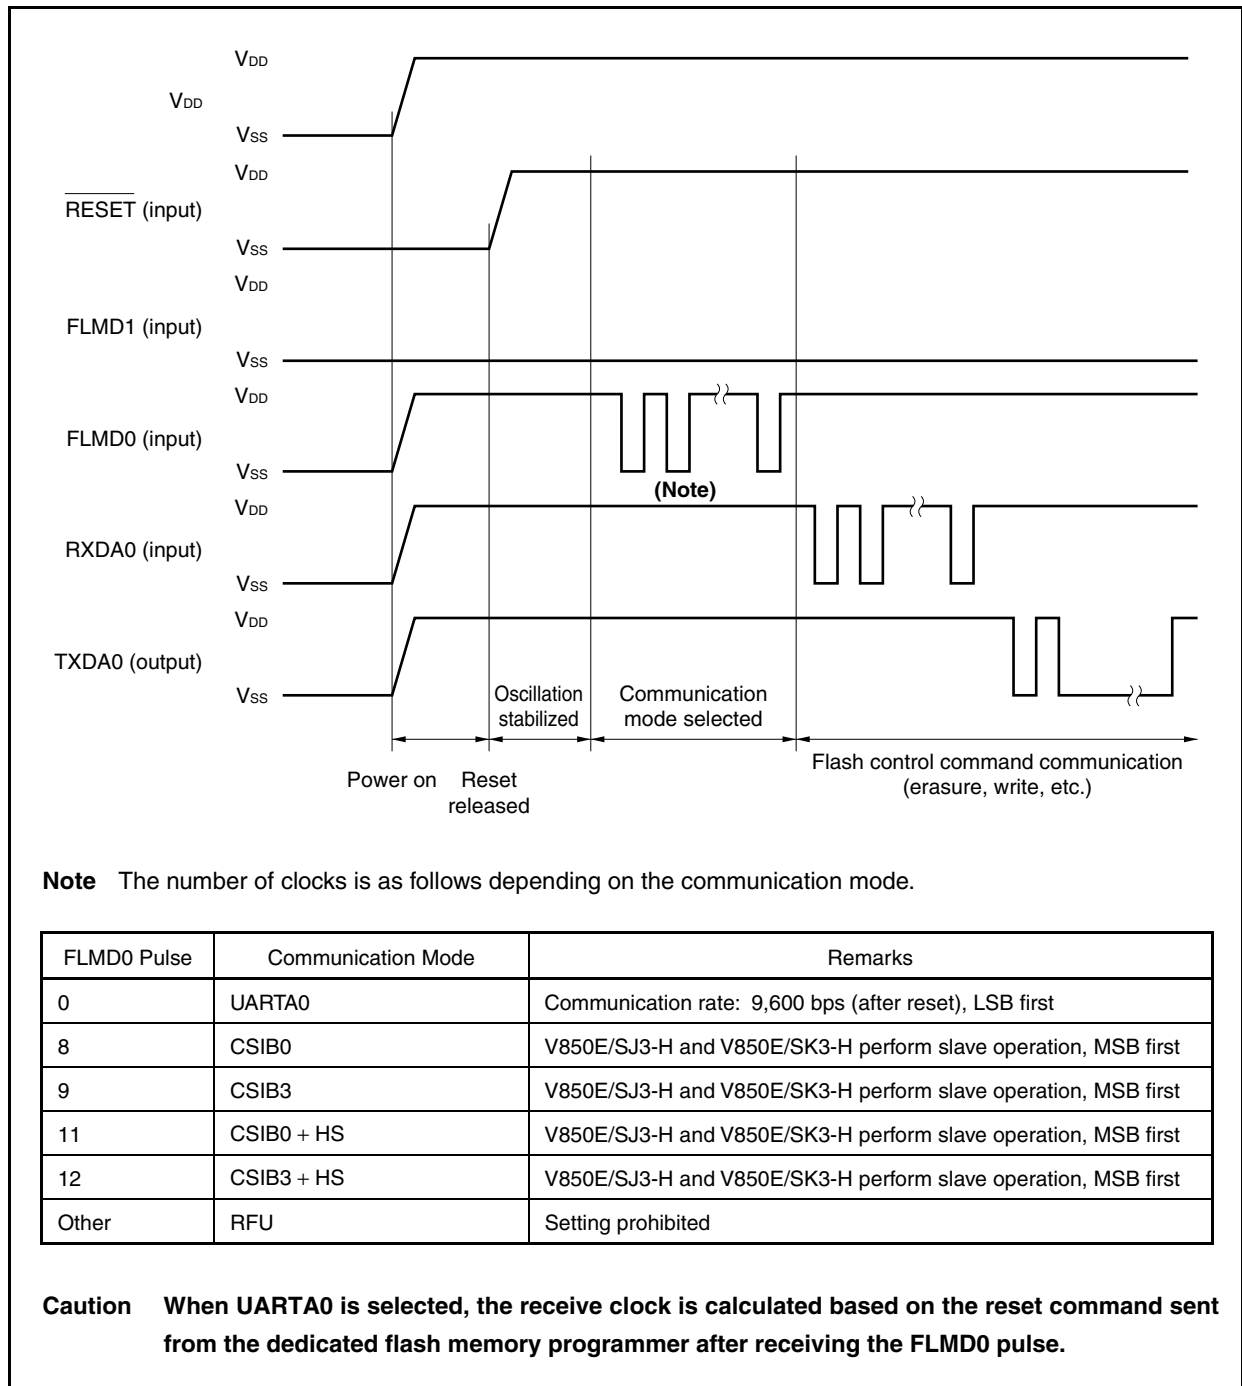 VDD
VDD
VSS
VDD
RESET (input)
VSS
VDD
FLMD1 (input)
VSS
VDD
FLMD0 (input)
VSS
(Note)
VDD
RXDA0 (input)
VSS
VDD
TXDA0 (output)
VSS
Oscillation
stabilized
Communication
mode selected
Power on
Reset
released
Flash control command communication
(erasure, write, etc.)
Note The number of clocks is as follows depending on the communication mode.
FLMD0 Pulse Communication Mode Remarks
0 UARTA0 Communication rate: 9,600 bps (after reset), LSB first
8 CSIB0 V850E/SJ3-H and V850E/SK3-H perform slave operation, MSB first
9 CSIB3 V850E/SJ3-H and V850E/SK3-H perform slave operation, MSB first
11 CSIB0 + HS V850E/SJ3-H and V850E/SK3-H perform slave operation, MSB first
12 CSIB3 + HS V850E/SJ3-H and V850E/SK3-H perform slave operation, MSB first
Other RFU Setting prohibited
Caution When UARTA0 is selected, the receive clock is calculated based on the reset command sent
from the dedicated flash memory programmer after receiving the FLMD0 pulse.